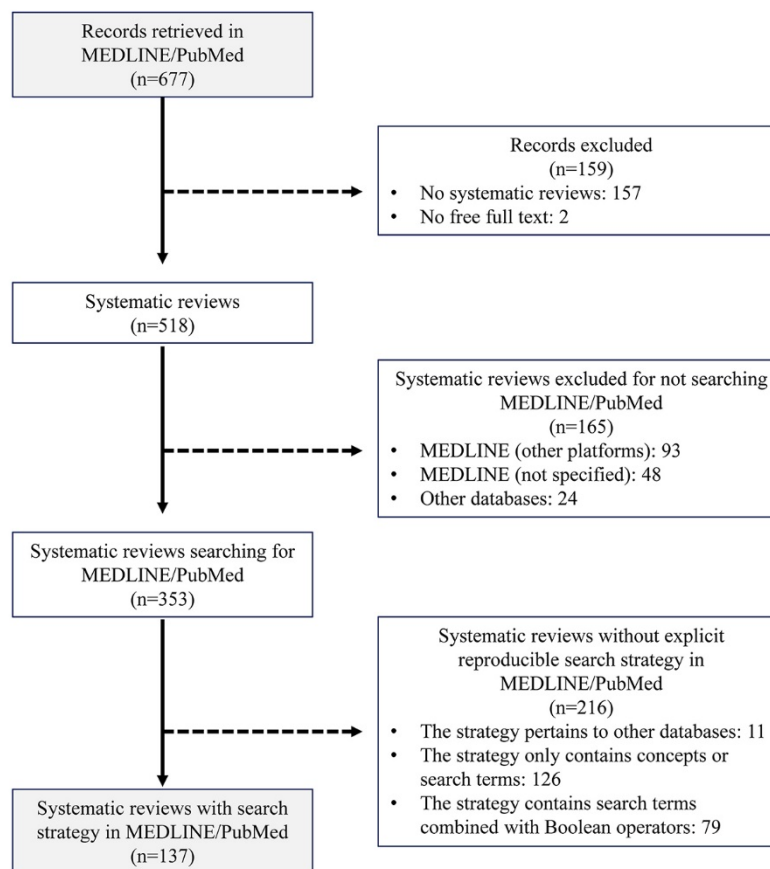 Records retrieved in
MEDLINE/PubMed
(n=677)
Records excluded
(n=159)
• No systematic reviews: 157
• No free full text: 2
Systematic reviews
(n=518)
Systematic reviews excluded for not searching
MEDLINE/PubMed
(n=165)
• MEDLINE (other platforms): 93
• MEDLINE (not specified): 48
• Other databases: 24
Systematic reviews searching for
MEDLINE/PubMed
(n=353)
Systematic reviews without explicit
reproducible search strategy in
MEDLINE/PubMed
(n=216)
• The strategy pertains to other databases: 11
• The strategy only contains concepts or
search terms: 126
• The strategy contains search terms
combined with Boolean operators: 79
Systematic reviews with search
strategy in MEDLINE/PubMed
(n=137)